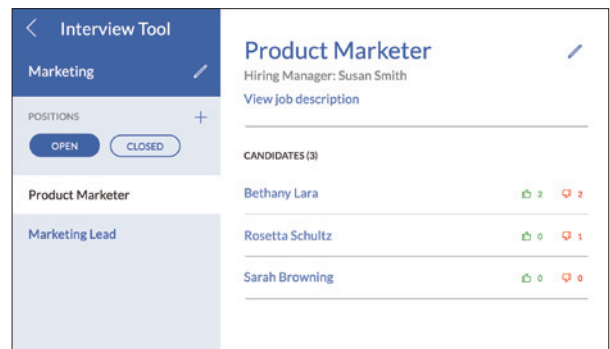 Interview Tool
Marketing
POSITIONS
OPEN CLOSED
Product Marketer
Marketing Lead
Product Marketer
Hiring Manager: Susan Smith
View job description
CANDIDATES (3)
Bethany Lara 2 2
Rosetta Schultz 0 1
Sarah Browning 0 0